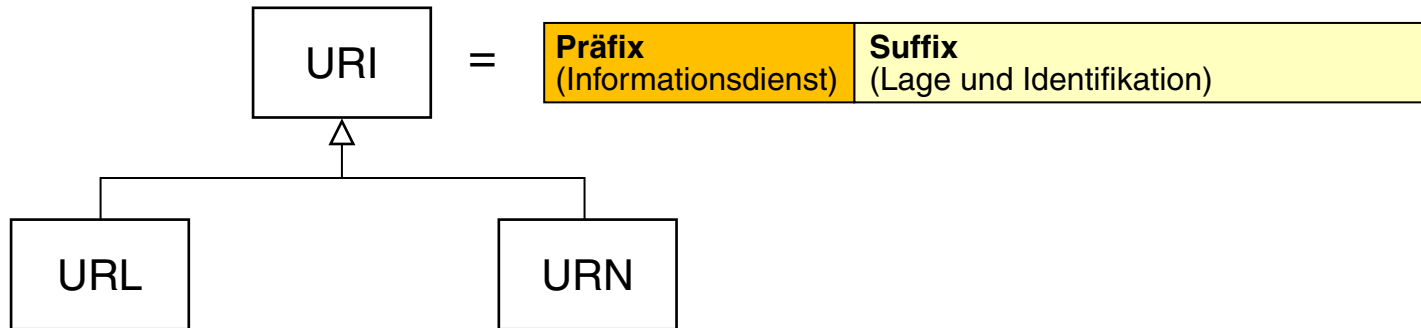 URI = Präfix Suffix
(Informationsdienst) (Lage und Identifikation)
URL URN